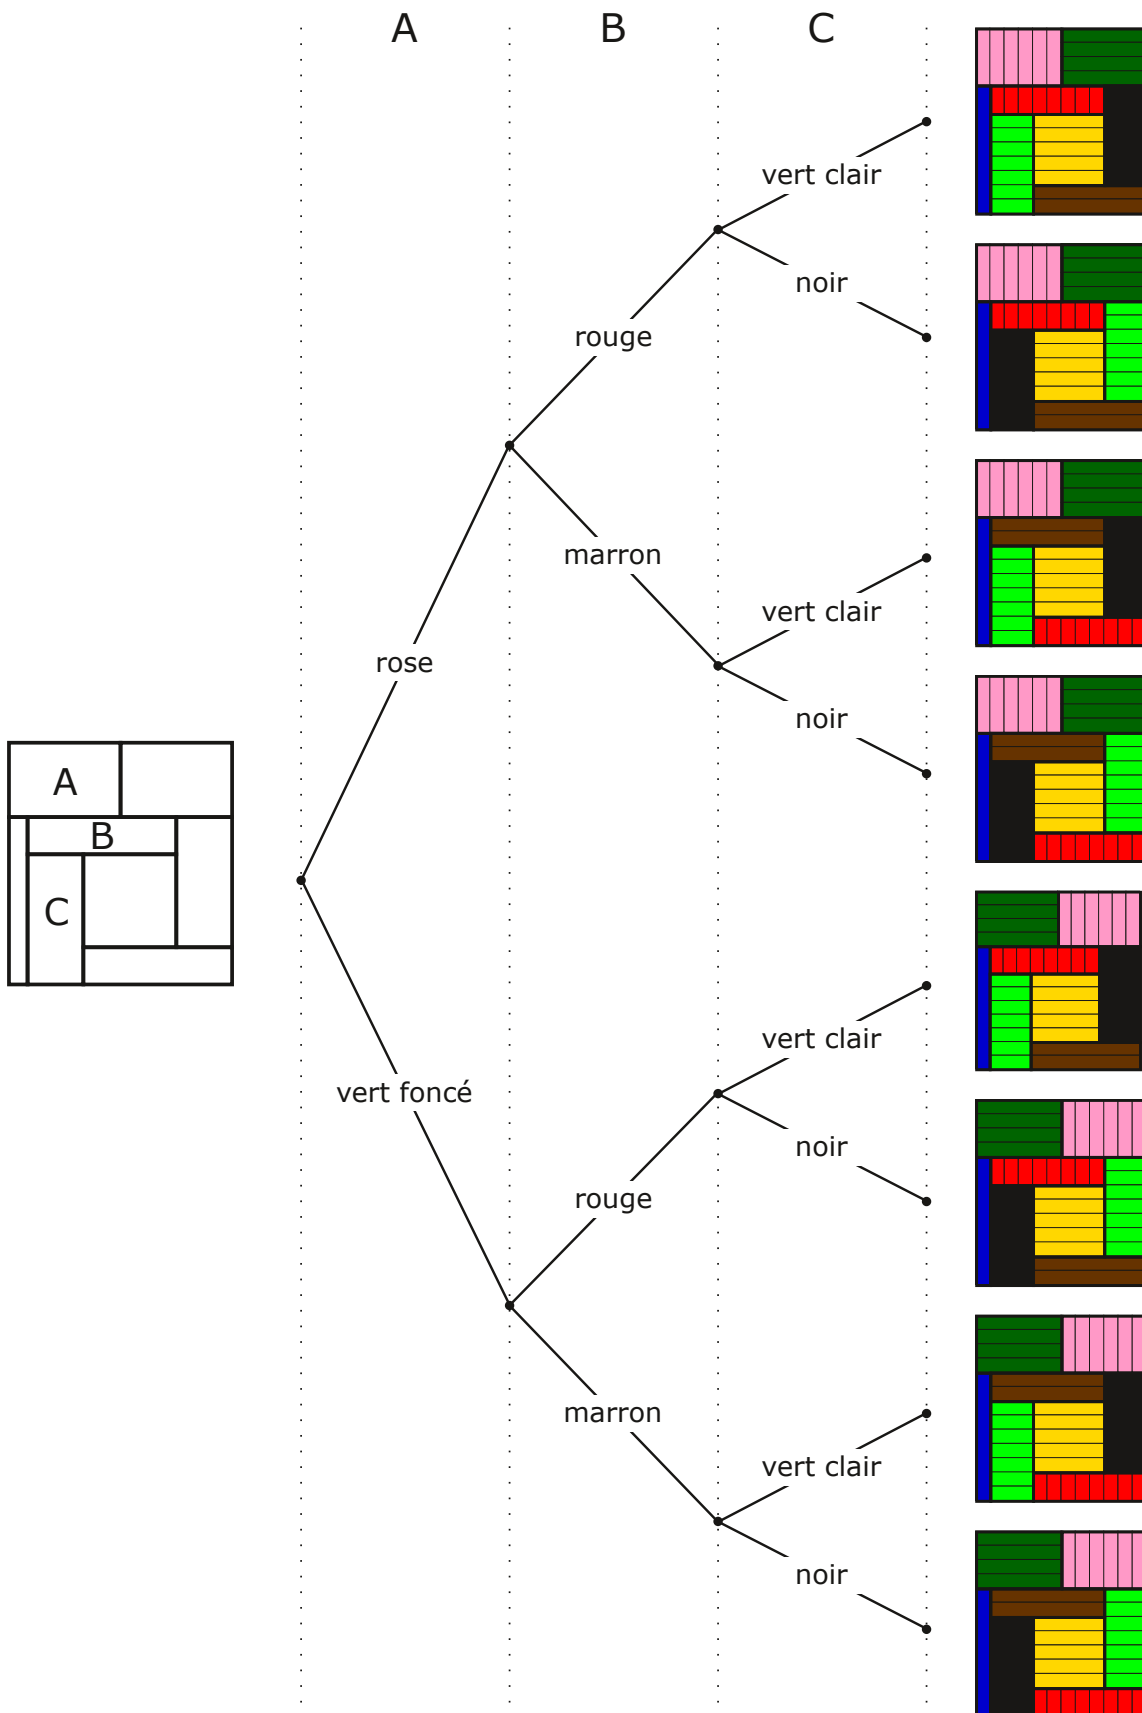 A B C
vert clair
noir
rouge
marron
vert clair
noir
rose
A
B
C
vert foncé
vert clair
noir
rouge
marron
vert clair
noir